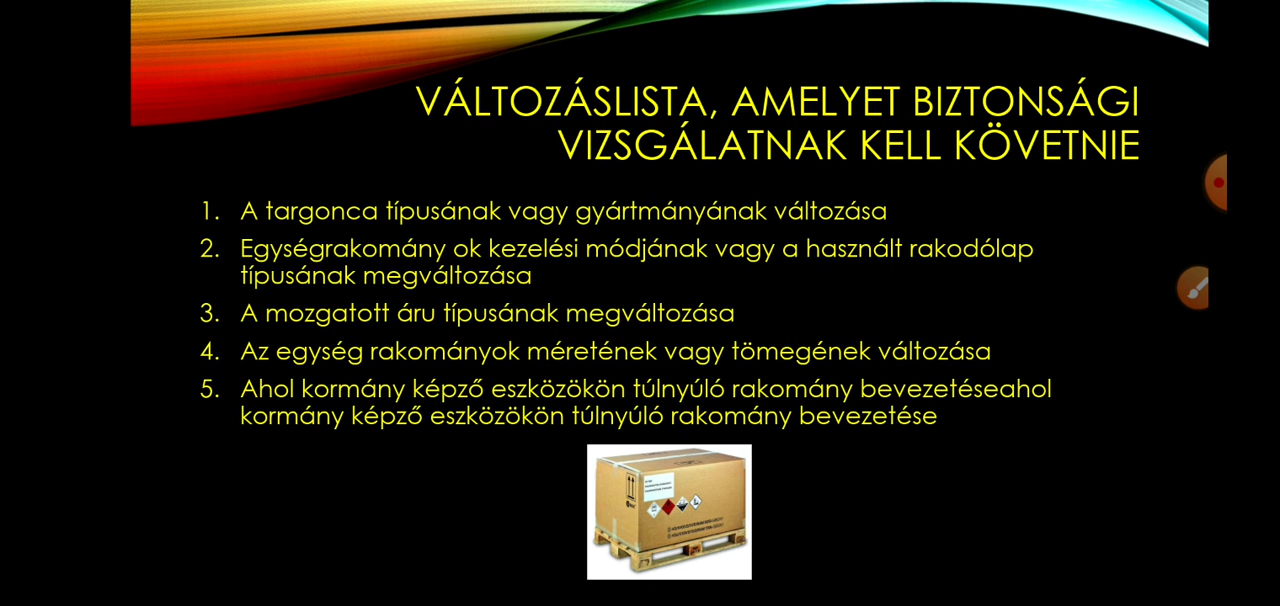 VÁLTOZÁSLISTA, AMELYET BIZTONSÁGI
VIZSGÁLATNAK KELL KÖVETNIE
1. A targonca típusának vagy gyártmányának változása
2. Egységrakomány ok kezelési módjának vagy a használt rakodólap
típusának megváltozása
3. A mozgatott áru típusának megváltozása
4. Az egység rakományok méretének vagy tömegének változása
5. Ahol kormány képző eszközökön túlnyúló rakomány bevezetéseahol
kormány képző eszközökön túlnyúló rakomány bevezetése